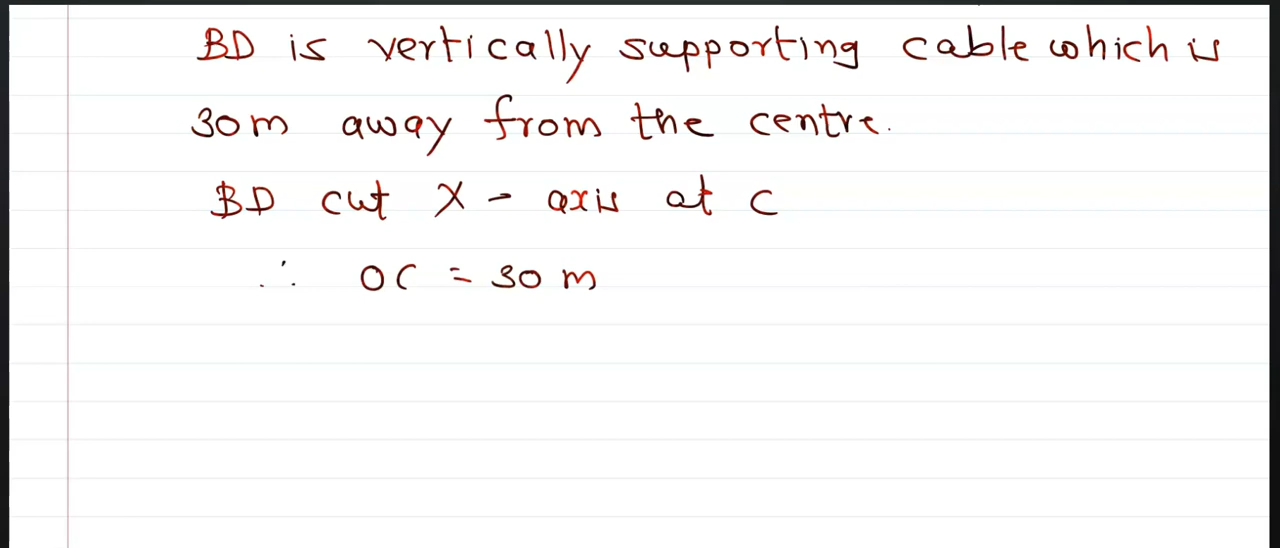 BD is vertically supporting cable which is
30m away from the centre.
BD cut X - axis at C
∴ OC = 30 m